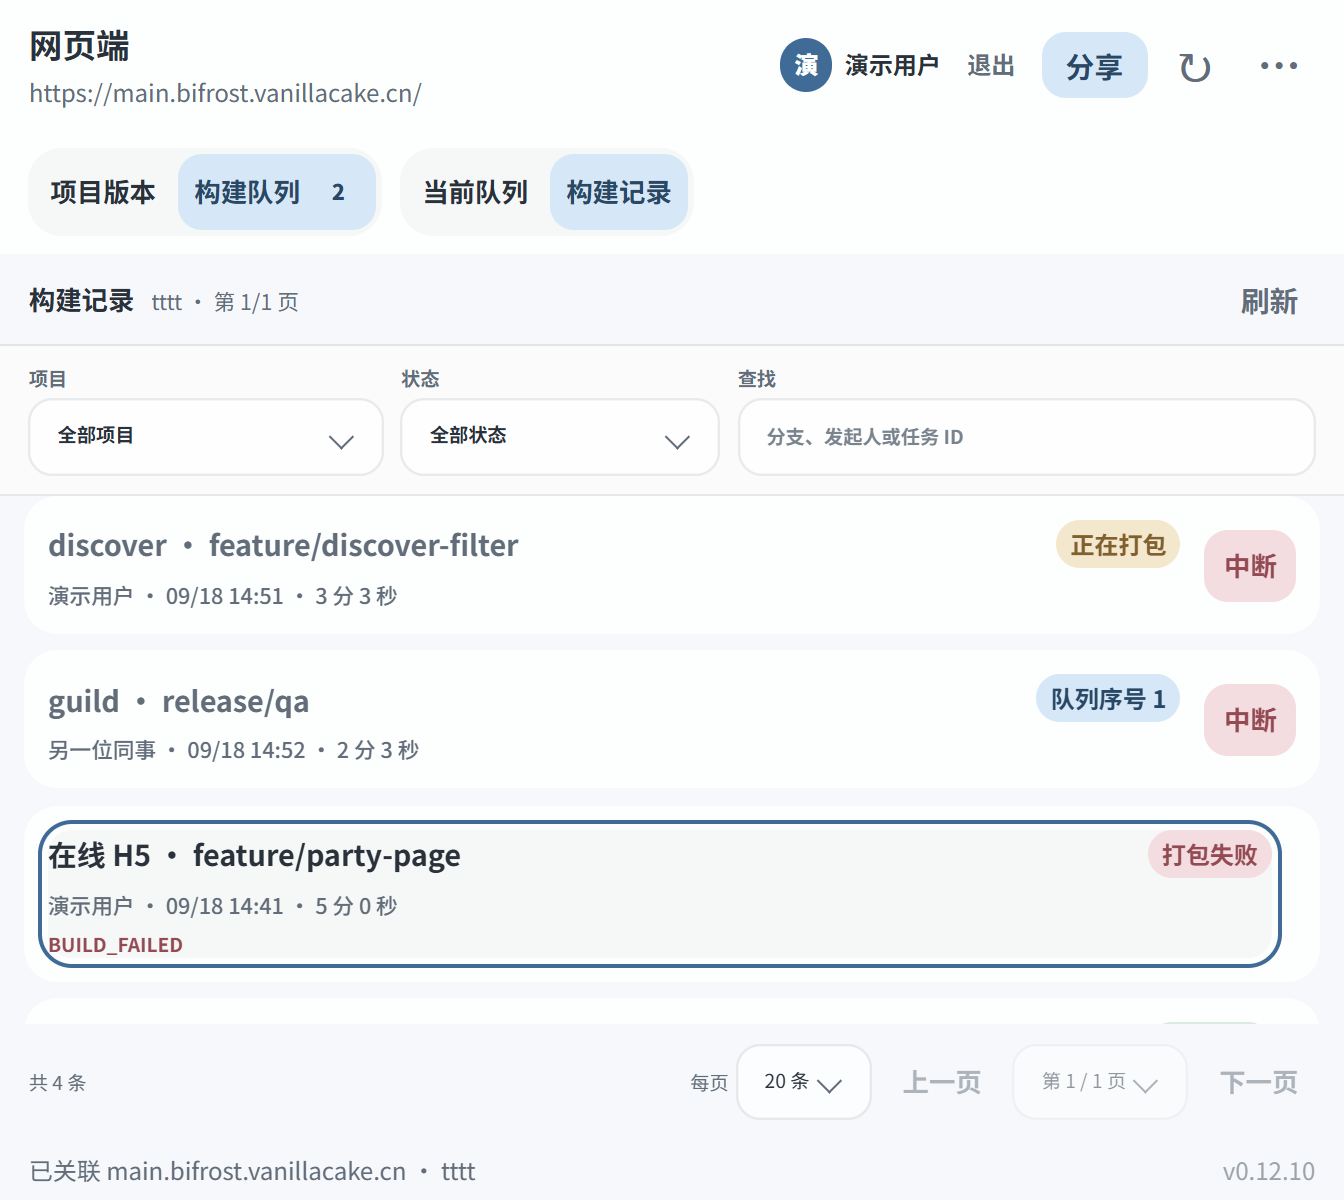 网页端
https://main.bifrost.vanillacake.cn/
演 演示用户 退出 分享
项目版本 构建队列 2 当前队列 构建记录
构建记录 tttt • 第 1/1 页 刷新
项目 状态 查找
全部项目 全部状态 分支、发起人或任务 ID
discover • feature/discover-filter 正在打包 中断
演示用户 • 09/18 14:51 • 3 分 3 秒
guild • release/qa 队列序号 1 中断
另一位同事 • 09/18 14:52 • 2 分 3 秒
在线 H5 • feature/party-page 打包失败
演示用户 • 09/18 14:41 • 5 分 0 秒
BUILD_FAILED
共 4 条 每页 20 条 上一页 第 1 / 1 页 下一页
已关联 main.bifrost.vanillacake.cn • tttt v0.12.10